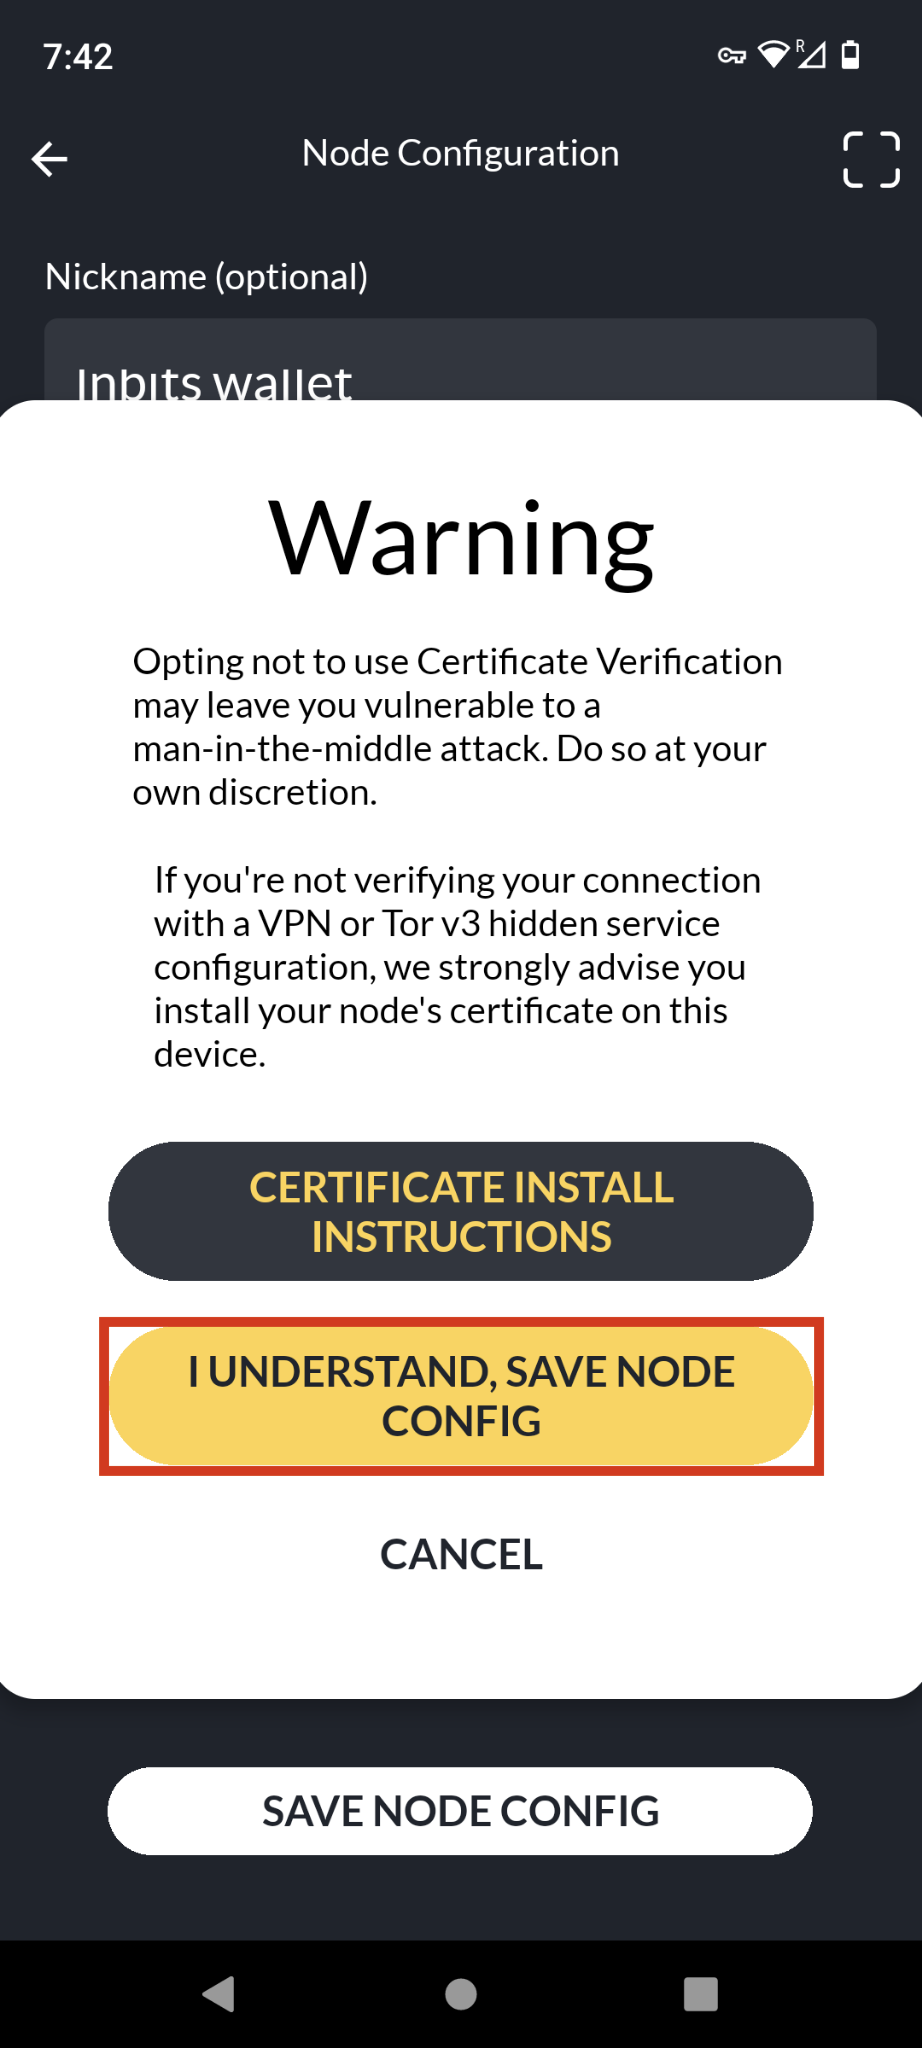 7:42
R
Node Configuration
Nickname (optional)
Inbits wallet
Warning
Opting not to use Certificate Verification
may leave you vulnerable to a
man-in-the-middle attack. Do so at your
own discretion.
If you're not verifying your connection
with a VPN or Tor v3 hidden service
configuration, we strongly advise you
install your node's certificate on this
device.
CERTIFICATE INSTALL
INSTRUCTIONS
I UNDERSTAND, SAVE NODE
CONFIG
CANCEL
SAVE NODE CONFIG